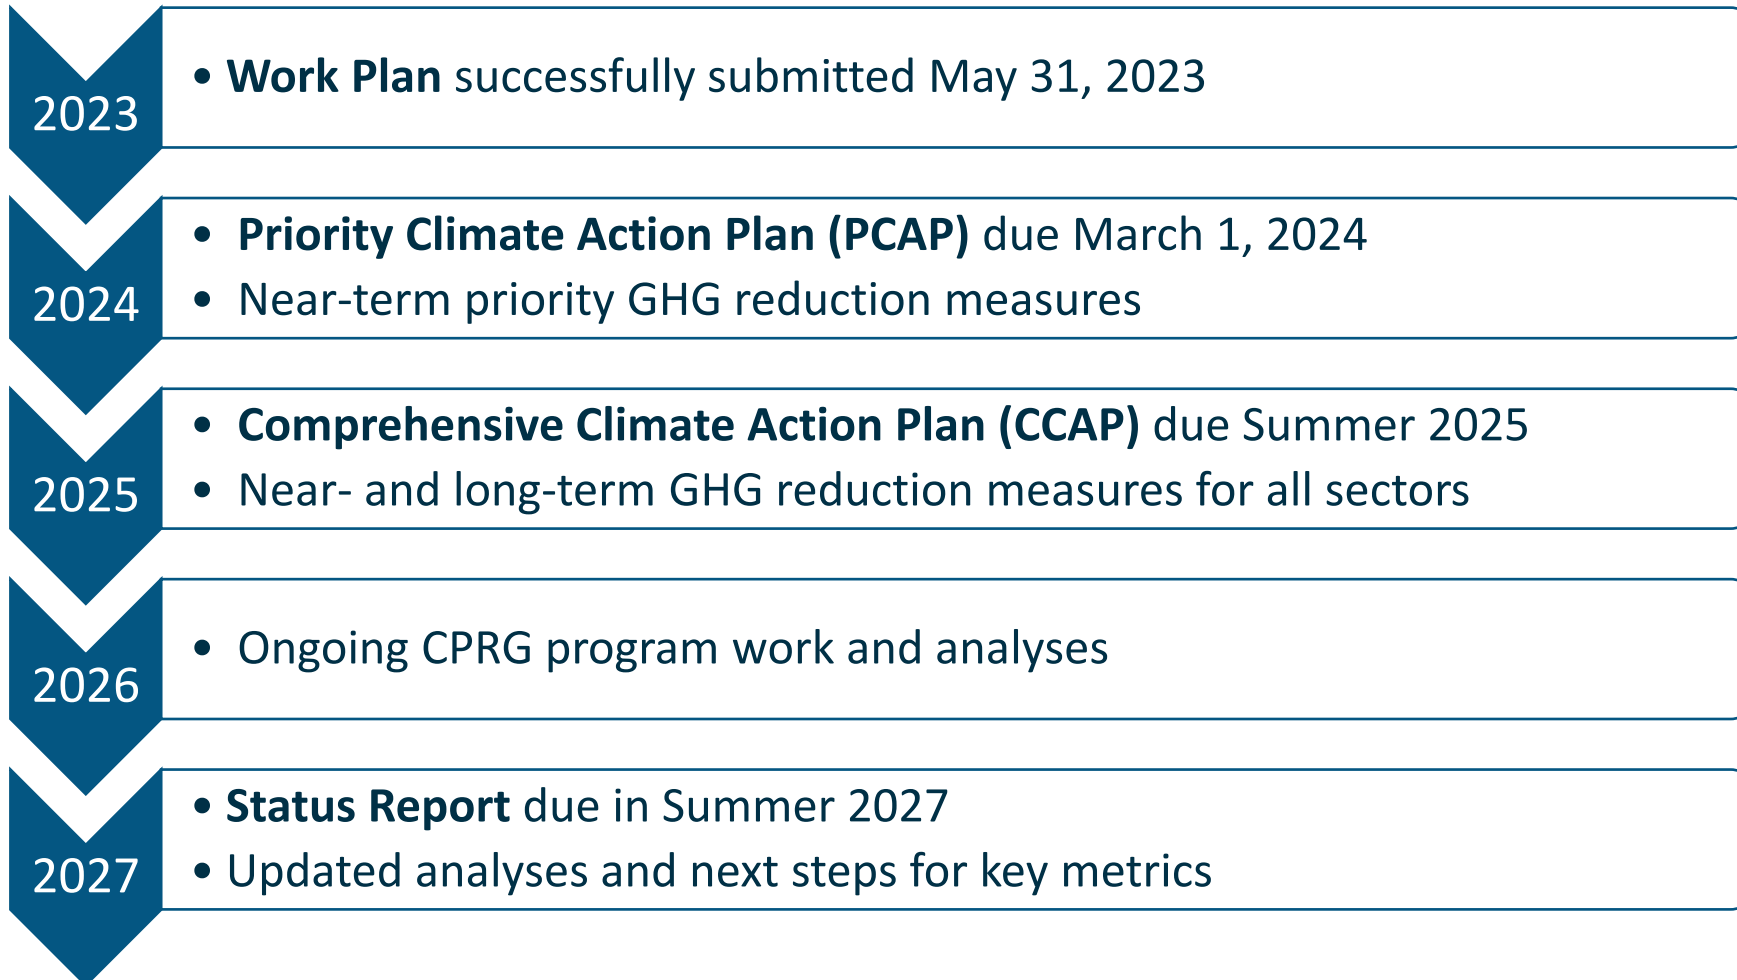 2023
• Work Plan successfully submitted May 31, 2023
2024
• Priority Climate Action Plan (PCAP) due March 1, 2024
• Near-term priority GHG reduction measures
2025
• Comprehensive Climate Action Plan (CCAP) due Summer 2025
• Near- and long-term GHG reduction measures for all sectors
2026
• Ongoing CPRG program work and analyses
2027
• Status Report due in Summer 2027
• Updated analyses and next steps for key metrics